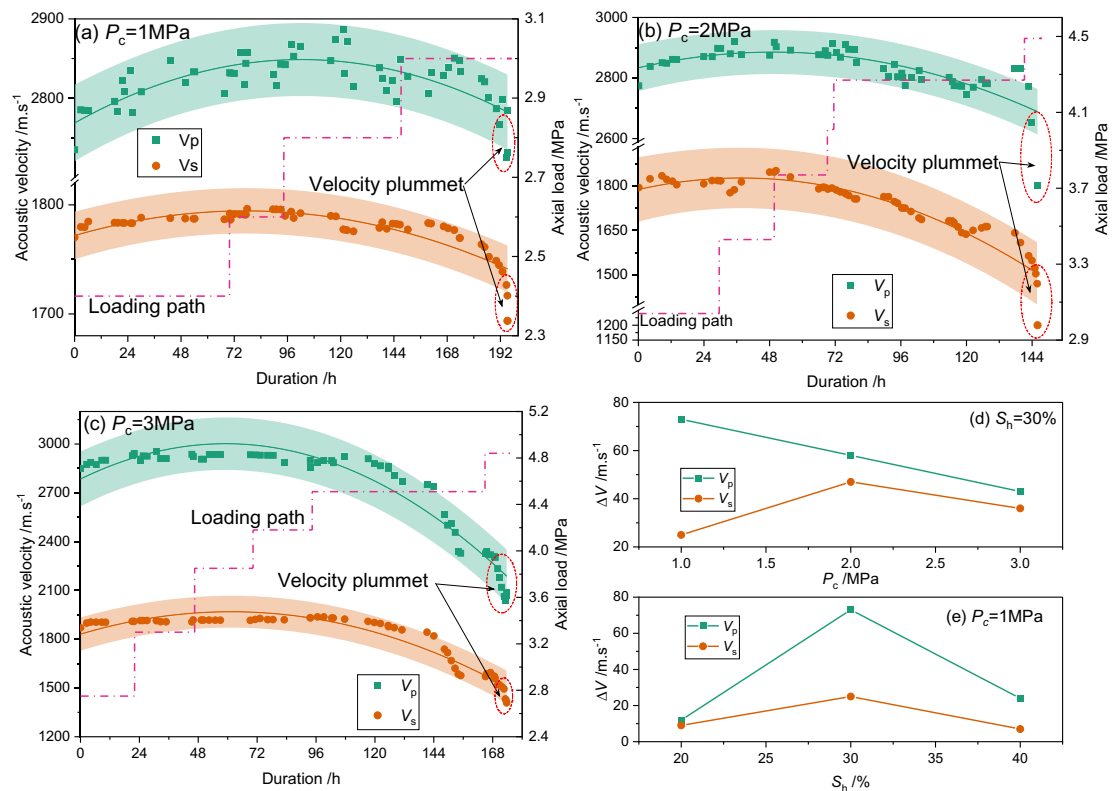 (a) Pc=1MPa
Acoustic velocity /m.s-1
2900
2800
1800
1700
Vp
Vs
Velocity plummet
Loading path
0 24 48 72 96 120 144 168 192
Duration /h
3.1
3.0
2.9
2.8
2.7
2.6
2.5
2.4
2.3
Axial load /MPa
(b) Pc=2MPa
Acoustic velocity /m.s-1
3000
2800
2600
1800
1650
1500
1200
1150
Velocity plummet
Loading path
Vp
Vs
0 24 48 72 96 120 144
Duration /h
4.5
4.1
3.7
3.3
2.9
Axial load /MPa
(c) Pc=3MPa
Acoustic velocity /m.s-1
3000
2700
2400
2100
1800
1500
1200
Loading path
Velocity plummet
Vp
Vs
0 24 48 72 96 120 144 168
Duration /h
5.2
4.8
4.4
4.0
3.6
3.2
2.8
2.4
Axial load /MPa
(d) Sh=30%
ΔV /m.s-1
80
60
40
20
Vp
Vs
1.0 1.5 2.0 2.5 3.0
Pc /MPa
(e) Pc=1MPa
ΔV /m.s-1
80
60
40
20
0
Vp
Vs
20 25 30 35 40
Sh /%